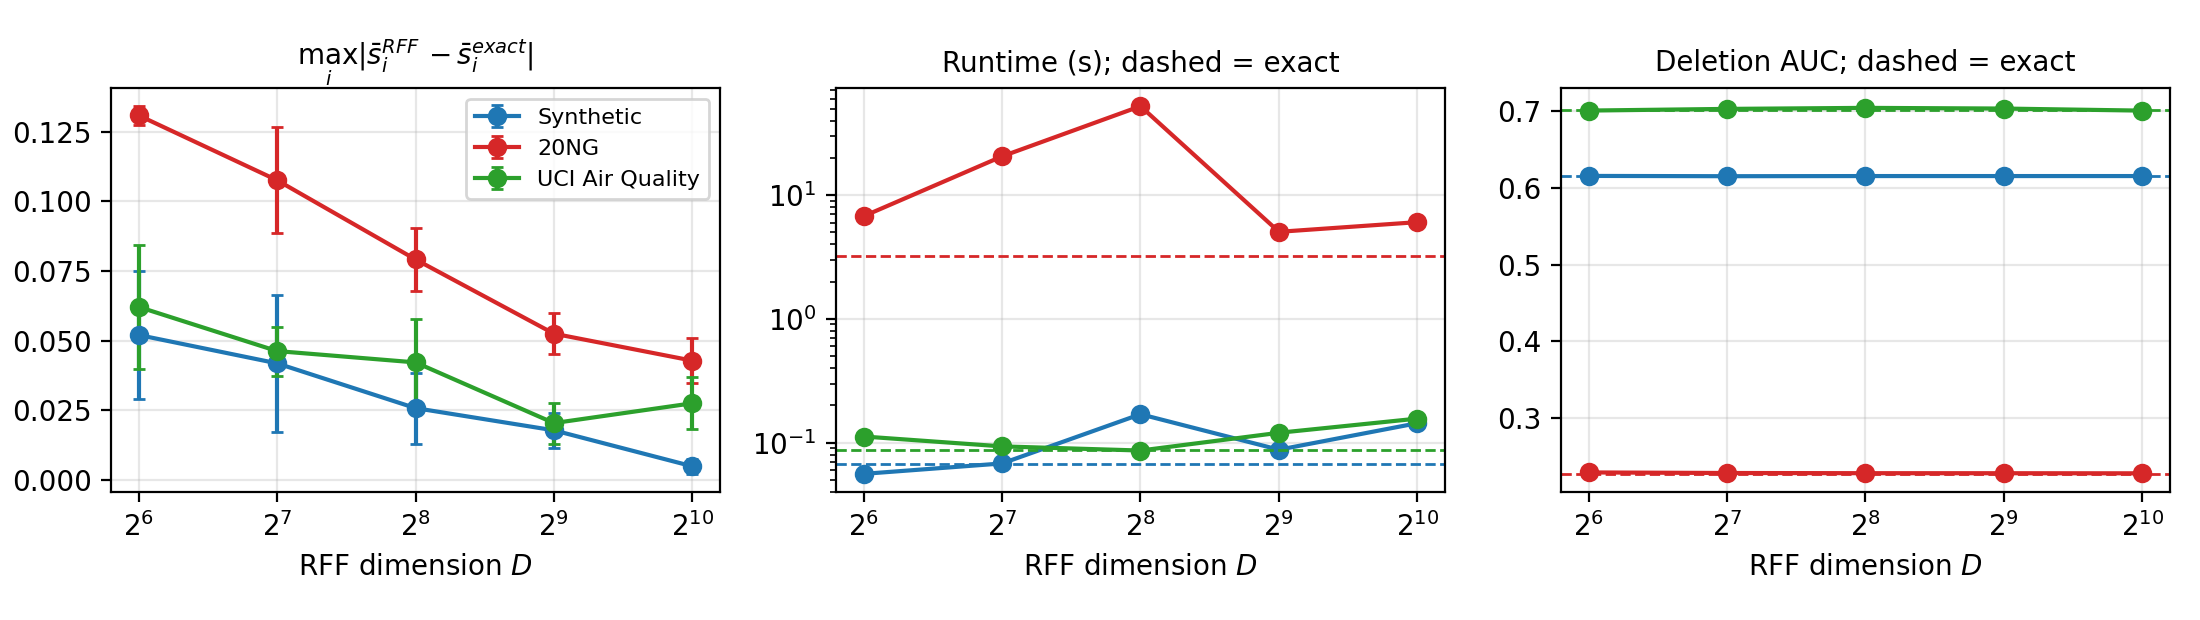 max|s̄ᵢ^{RFF} − s̄ᵢ^{exact}|
i
0.125
0.100
0.075
0.050
0.025
0.000
Synthetic
20NG
UCI Air Quality
2⁶ 2⁷ 2⁸ 2⁹ 2¹⁰
RFF dimension D
Runtime (s); dashed = exact
10¹
10⁰
10⁻¹
2⁶ 2⁷ 2⁸ 2⁹ 2¹⁰
RFF dimension D
Deletion AUC; dashed = exact
0.7
0.6
0.5
0.4
0.3
2⁶ 2⁷ 2⁸ 2⁹ 2¹⁰
RFF dimension D